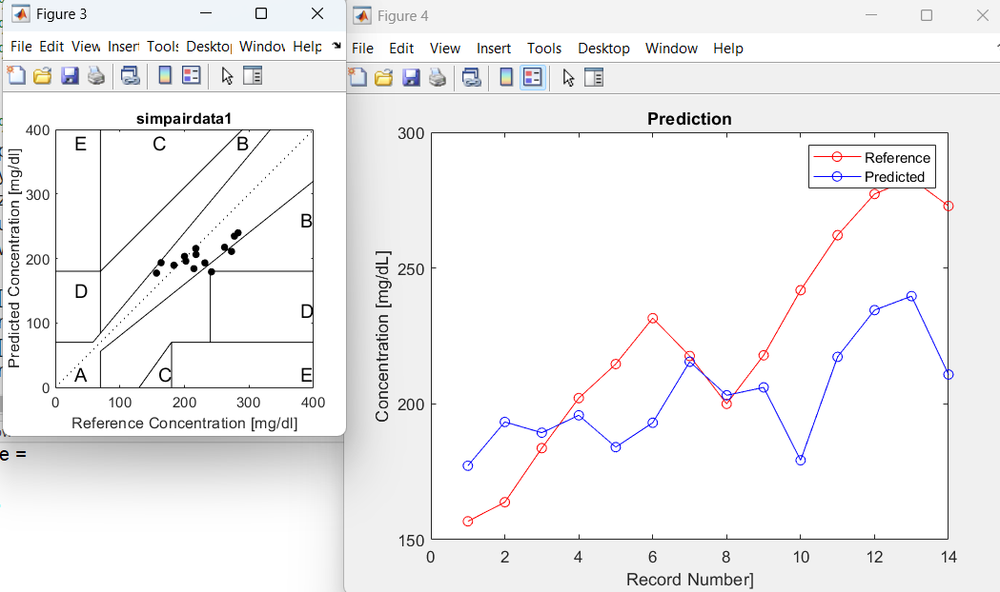 Figure 3
File Edit View Inser Tools Deskto Windov Help
simpairdata1
400
300
200
100
0
Predicted Concentration [mg/dl]
E C B
B
D
D
A C E
0 100 200 300 400
Reference Concentration [mg/dl]
e =
Figure 4
File Edit View Insert Tools Desktop Window Help
Prediction
Reference
Predicted
300
250
200
150
Concentration [mg/dL]
0 2 4 6 8 10 12 14
Record Number]